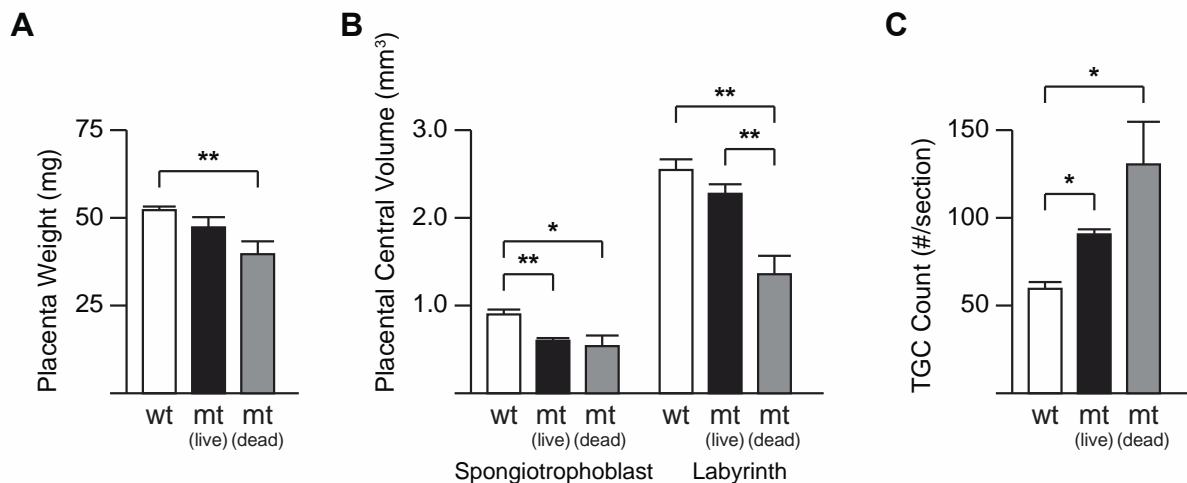 A
Placenta Weight (mg)
75
50
25
**
wt mt mt
(live) (dead)
B
Placental Central Volume (mm³)
3.0
2.0
1.0
**
*
**
**
wt mt mt wt mt mt
(live) (dead) (live) (dead)
Spongiotrophoblast Labyrinth
C
TGC Count (#/section)
150
100
50
*
*
wt mt mt
(live) (dead)